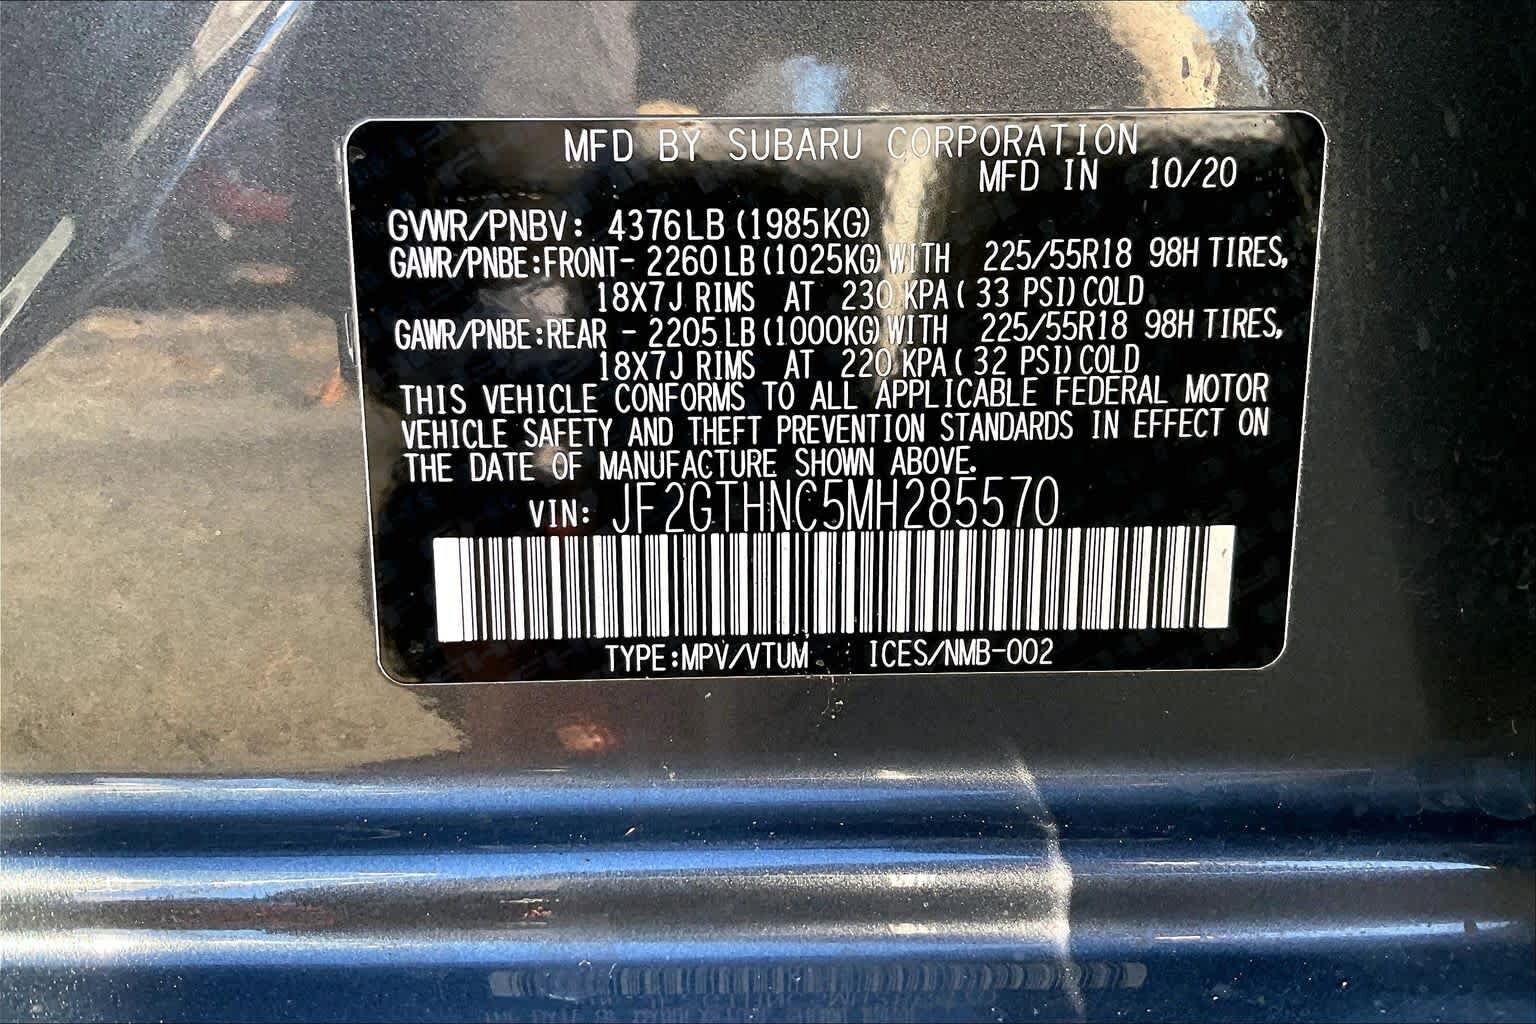 MFD BY SUBARU CORPORATION
MFD IN 10/20
GVWR/PNBV: 4376LB (1985KG)
GAWR/PNBE:FRONT- 2260 LB (1025KG) WITH 225/55R18 98H TIRES,
18X7J RIMS AT 230 KPA ( 33 PSI) COLD
GAWR/PNBE:REAR - 2205 LB (1000KG) WITH 225/55R18 98H TIRES,
18X7J RIMS AT 220 KPA ( 32 PSI) COLD
THIS VEHICLE CONFORMS TO ALL APPLICABLE FEDERAL MOTOR
VEHICLE SAFETY AND THEFT PREVENTION STANDARDS IN EFFECT ON
THE DATE OF MANUFACTURE SHOWN ABOVE.
VIN: JF2GTHNC5MH285570
TYPE:MPV/VTUM ICES/NMB-002